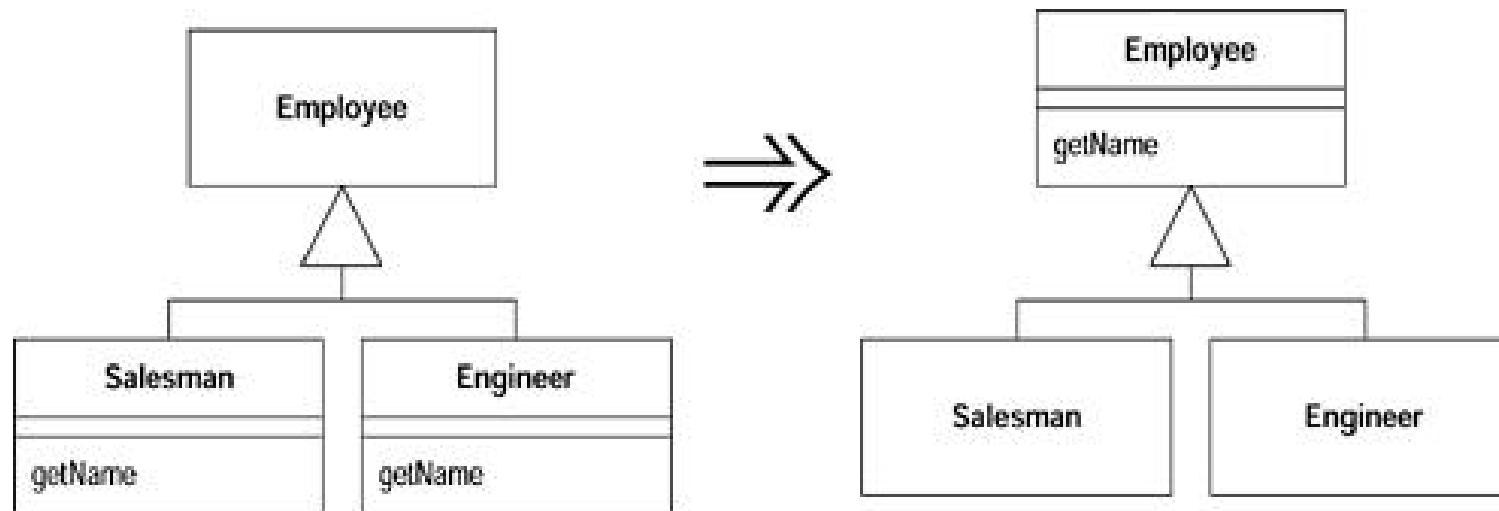 Employee
Salesman
getName
Engineer
getName
Employee
getName
Salesman
Engineer